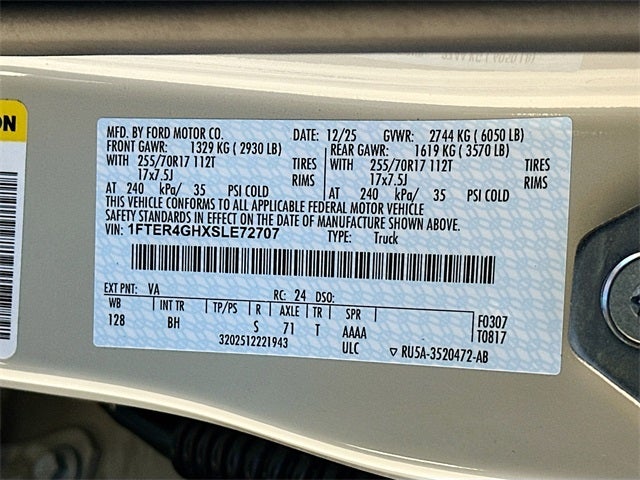 ON
MFD. BY FORD MOTOR CO. DATE: 12/25 GVWR: 2744 KG ( 6050 LB)
FRONT GAWR: 1329 KG ( 2930 LB) REAR GAWR: 1619 KG ( 3570 LB)
WITH 255/70R17 112T TIRES WITH 255/70R17 112T TIRES
17x7.5J RIMS 17x7.5J RIMS
AT 240 kPa/ 35 PSI COLD AT 240 kPa/ 35 PSI COLD
THIS VEHICLE CONFORMS TO ALL APPLICABLE FEDERAL MOTOR VEHICLE
SAFETY STANDARDS IN EFFECT ON THE DATE OF MANUFACTURE SHOWN ABOVE.
VIN: 1FTER4GHXSLE72707 TYPE: Truck
EXT PNT: VA RC: 24 DSO:
WB INT TR TP/PS R AXLE TR SPR F0307
128 BH S 71 T AAAA T0817
3202512221943 ULC ▽ RU5A-3520472-AB